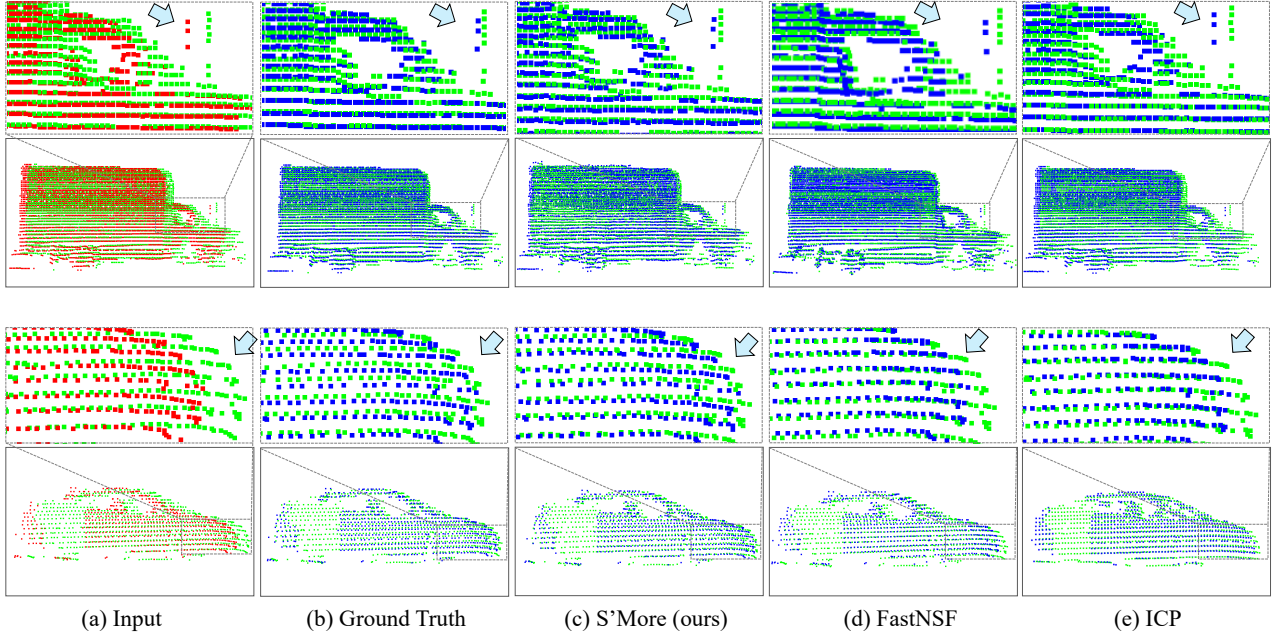 (a) Input
(b) Ground Truth
(c) S’More (ours)
(d) FastNSF
(e) ICP